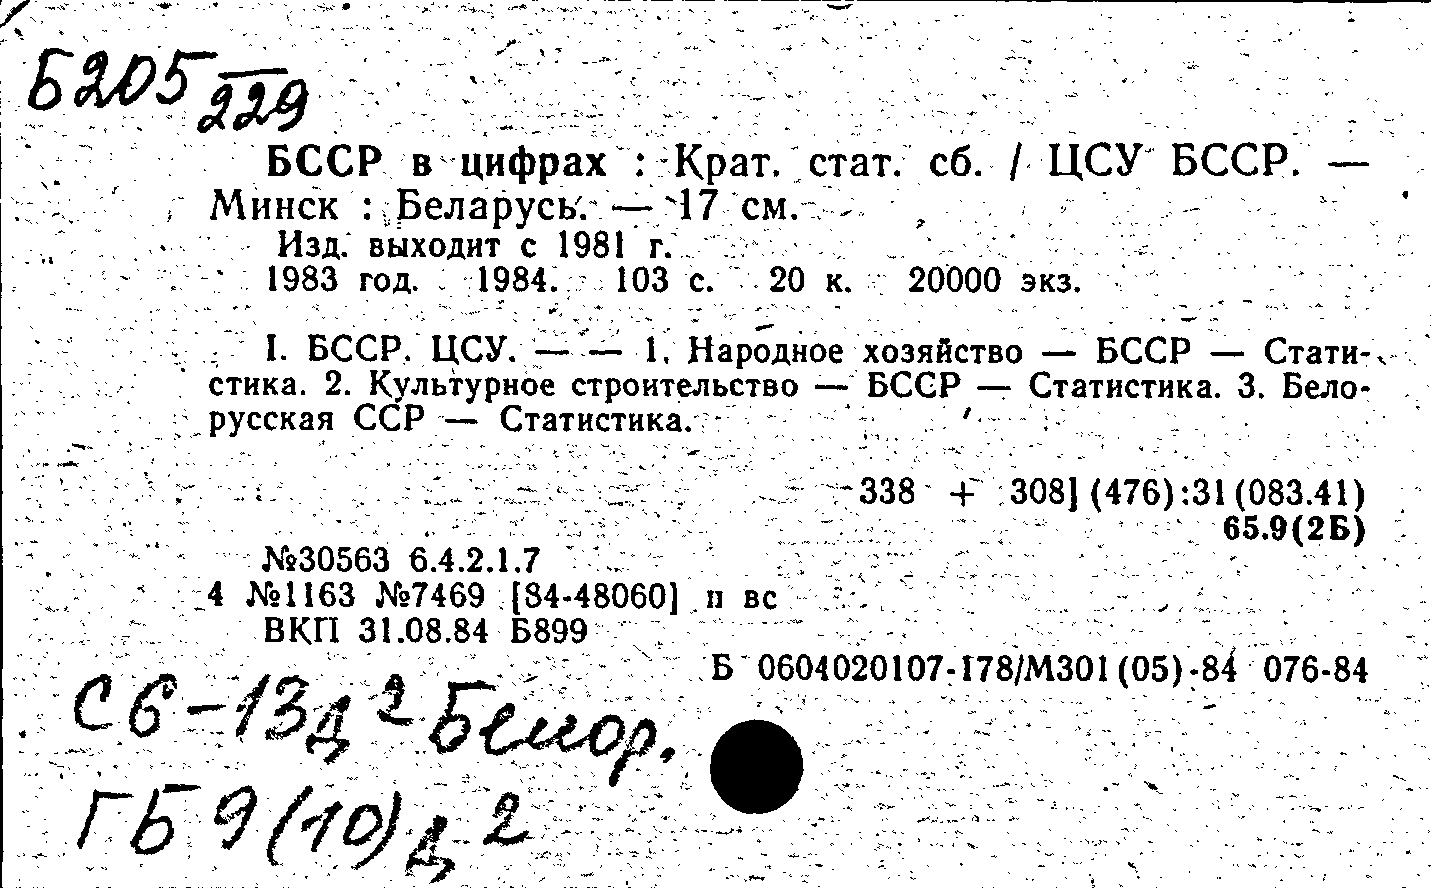 Б205
229
БССР в цифрах : Крат. стат. сб. / ЦСУ БССР. —
Минск : Беларусь. — 17 см.
Изд. выходит с 1981 г.
1983 год. 1984. 103 с. 20 к. 20000 экз.
I. БССР. ЦСУ. — — 1. Народное хозяйство — БССР — Стати-
стика. 2. Культурное строительство — БССР — Статистика. 3. Бело-
русская ССР — Статистика.
338 + 308] (476):31(083.41)
65.9(2Б)
№30563 6.4.2.1.7
4 №1163 №7469 [84-48060] п вс
ВКП 31.08.84 Б899
Б 0604020107-178/М301(05)-84 076-84
С6-13д2 Белор.
ГБ 9(10)д2